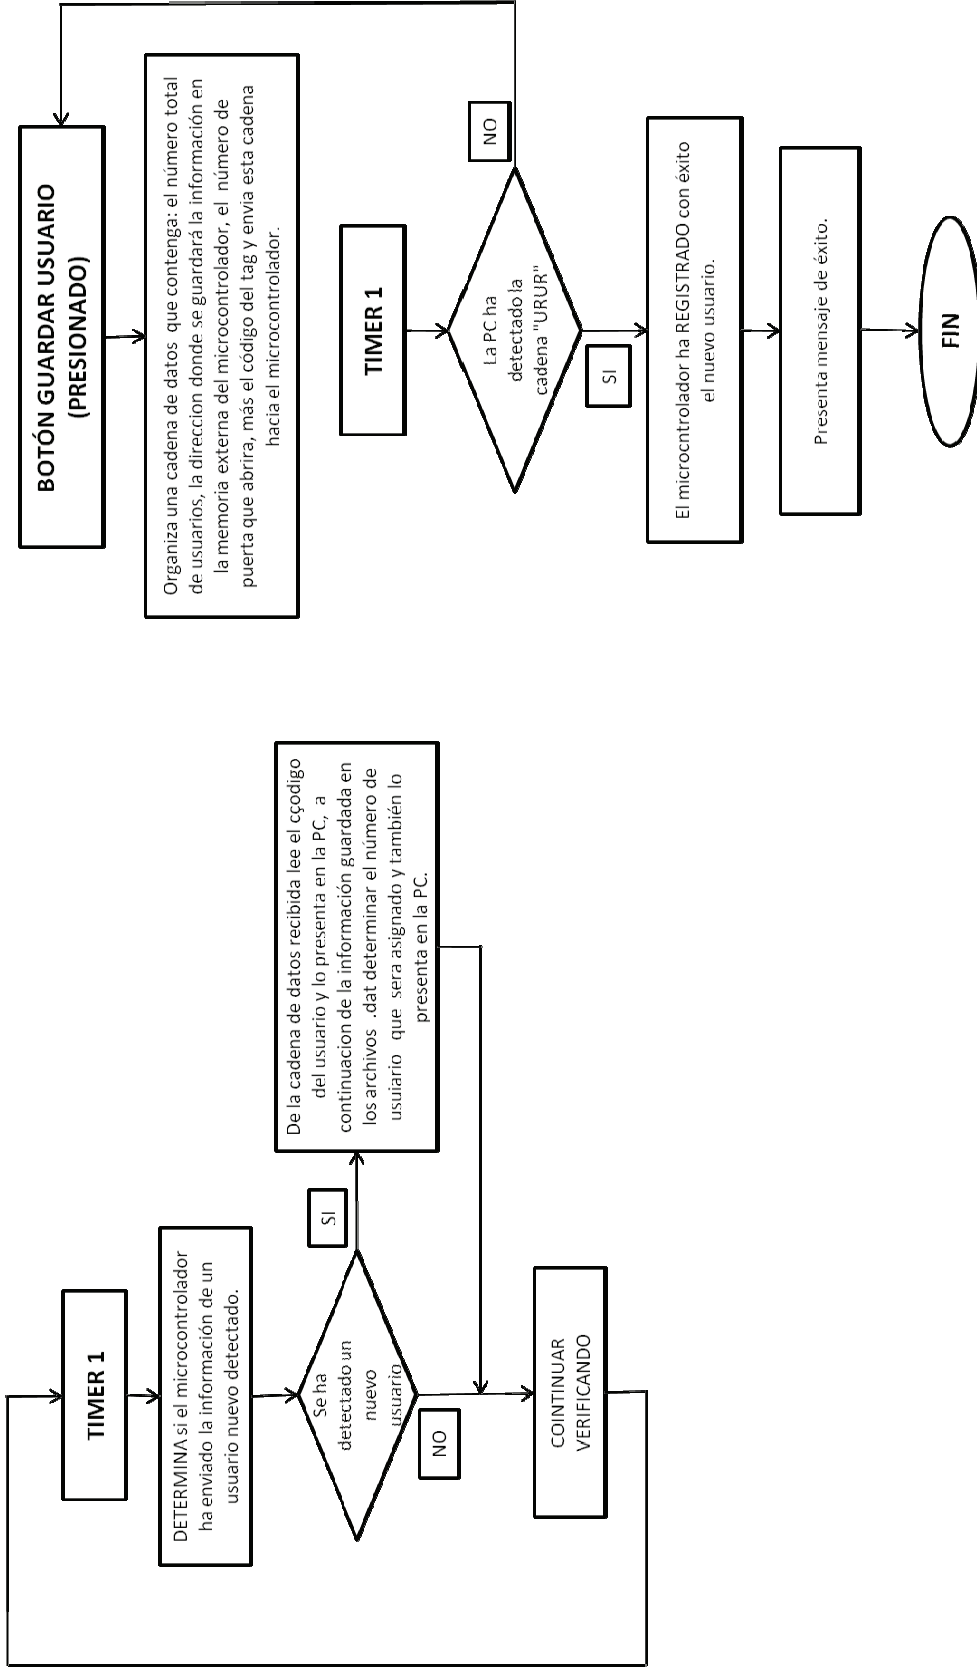 TIMER 1
DETERMINA si el microcontrolador
ha enviado la información de un
usuario nuevo detectado.
Se ha
detectado un
nuevo
usuario
SI
NO
De la cadena de datos recibida lee el cçodigo
del usuario y lo presenta en la PC, a
continuacion de la información guardada en
los archivos .dat determinar el número de
usuiario que sera asignado y también lo
presenta en la PC.
COINTINUAR
VERIFICANDO
BOTÓN GUARDAR USUARIO
(PRESIONADO)
Organiza una cadena de datos que contenga: el número total
de usuarios, la direccion donde se guardará la información en
la memoria externa del microcontrolador, el número de
puerta que abrira, más el código del tag y envia esta cadena
hacia el microcontrolador.
TIMER 1
La PC ha
detectado la
cadena "URUR"
NO
SI
El microcntrolador ha REGISTRADO con éxito
el nuevo usuario.
Presenta mensaje de éxito.
FIN